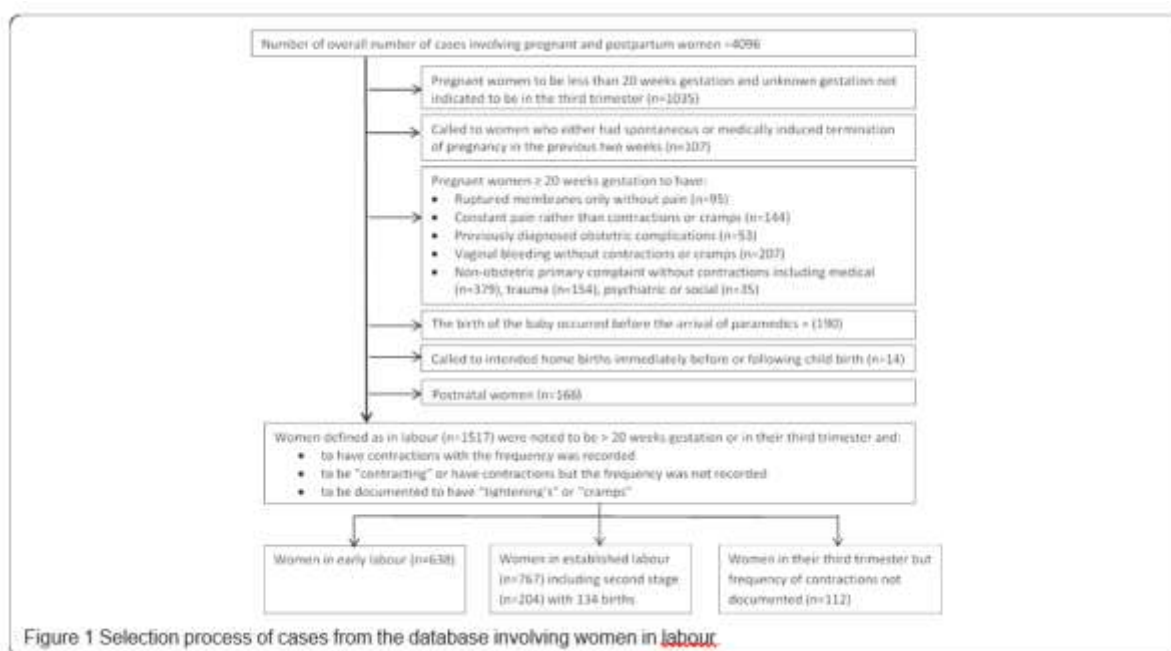 Number of overall number of cases involving pregnant and postpartum women =4096
Pregnant women to be less than 20 weeks gestation and unknown gestation not
indicated to be in the third trimester (n=1035)
Called to women who either had spontaneous or medically induced termination
of pregnancy in the previous two weeks (n=107)
Pregnant women ≥ 20 weeks gestation to have:
• Ruptured membranes only without pain (n=95)
• Constant pain rather than contractions or cramps (n=144)
• Previously diagnosed obstetric complications (n=53)
• Vaginal bleeding without contractions or cramps (n=207)
• Non-obstetric primary complaint without contractions including medical
(n=379), trauma (n=154), psychiatric or social (n=35)
The birth of the baby occurred before the arrival of paramedics = (190)
Called to intended home births immediately before or following child birth (n=14)
Postnatal women (n=166)
Women defined as in labour (n=1517) were noted to be > 20 weeks gestation or in their third trimester and:
• to have contractions with the frequency was recorded
• to be "contracting" or have contractions but the frequency was not recorded
• to be documented to have "tightening's" or "cramps"
Women in early labour (n=638)
Women in established labour
(n=767) including second stage
(n=204) with 134 births
Women in their third trimester but
frequency of contractions not
documented (n=112)
Figure 1 Selection process of cases from the database involving women in labour